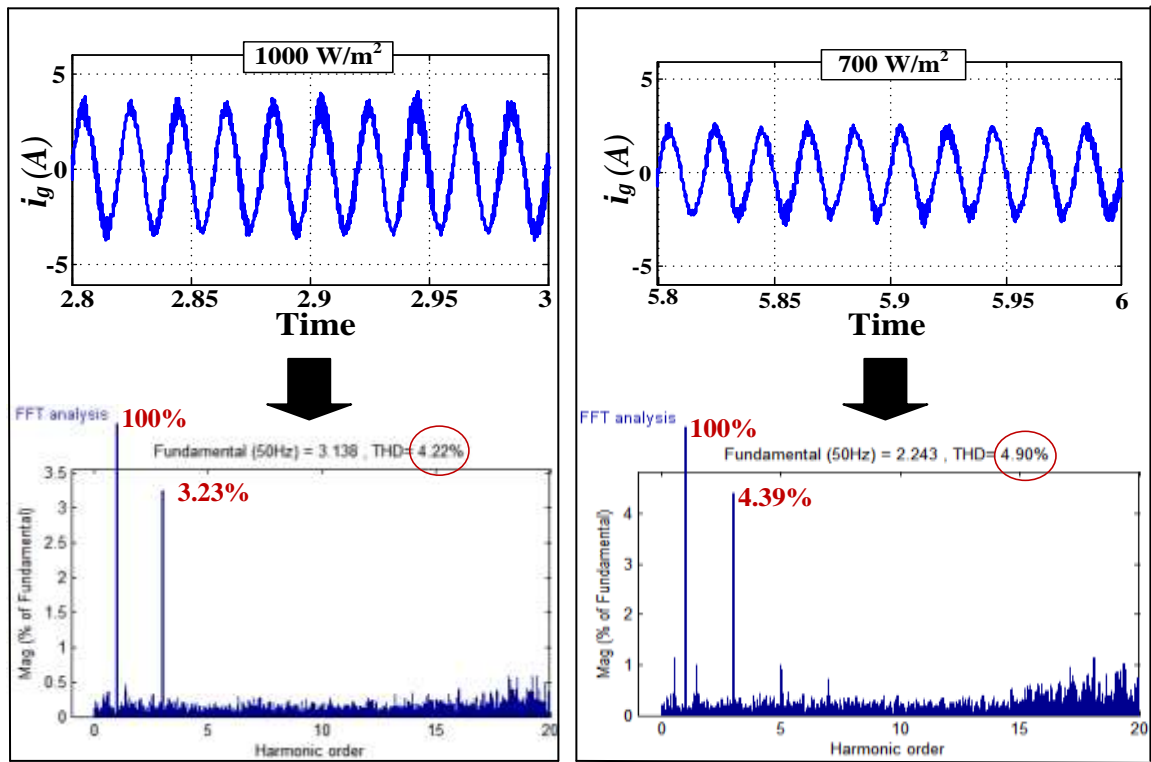 1000 W/m²
5
0
-5
i_g (A)
2.8 2.85 2.9 2.95 3
Time
FFT analysis
100%
Fundamental (50Hz) = 3.138 , THD= 4.22%
3.23%
3.5
3
2.5
2
1.5
1
0.5
0
Mag (% of Fundamental)
0 5 10 15 20
Harmonic order
700 W/m²
5
0
-5
i_g (A)
5.8 5.85 5.9 5.95 6
Time
FFT analysis
100%
Fundamental (50Hz) = 2.243 , THD= 4.90%
4.39%
4
3
2
1
0
Mag (% of Fundamental)
0 5 10 15 20
Harmonic order